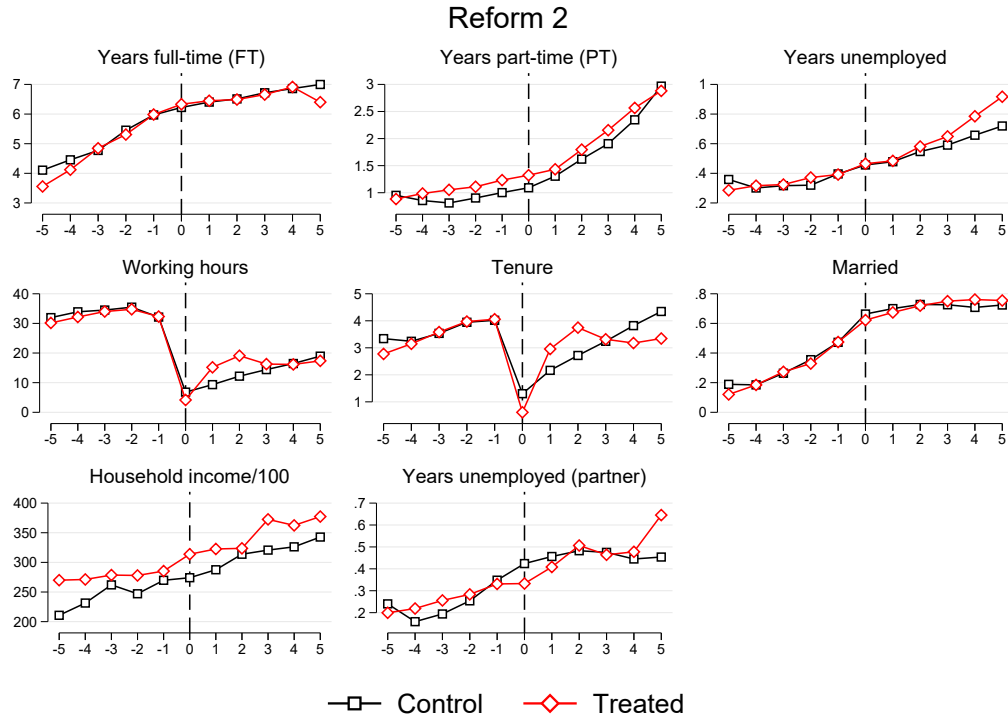 Reform 2
Years full-time (FT)
7
6
5
4
3
-5 -4 -3 -2 -1 0 1 2 3 4 5
Years part-time (PT)
3
2.5
2
1.5
1
-5 -4 -3 -2 -1 0 1 2 3 4 5
Years unemployed
1
.8
.6
.4
.2
-5 -4 -3 -2 -1 0 1 2 3 4 5
Working hours
40
30
20
10
0
-5 -4 -3 -2 -1 0 1 2 3 4 5
Tenure
5
4
3
2
1
-5 -4 -3 -2 -1 0 1 2 3 4 5
Married
.8
.6
.4
.2
0
-5 -4 -3 -2 -1 0 1 2 3 4 5
Household income/100
400
350
300
250
200
-5 -4 -3 -2 -1 0 1 2 3 4 5
Years unemployed (partner)
.7
.6
.5
.4
.3
.2
-5 -4 -3 -2 -1 0 1 2 3 4 5
Control Treated